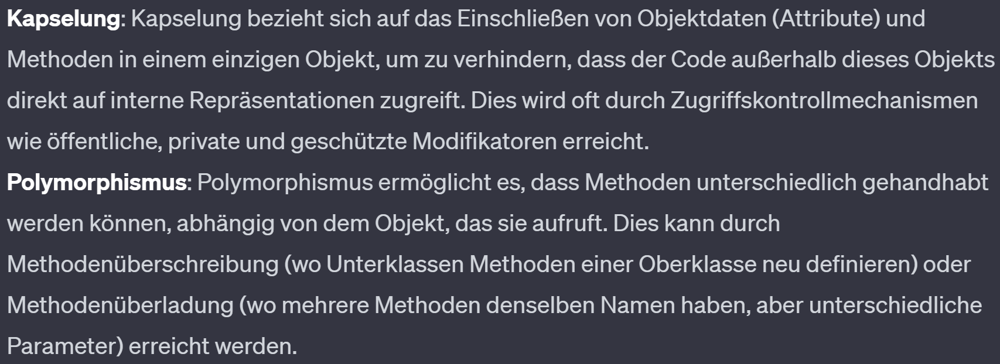 Kapselung: Kapselung bezieht sich auf das Einschließen von Objektdaten (Attribute) und
Methoden in einem einzigen Objekt, um zu verhindern, dass der Code außerhalb dieses Objekts
direkt auf interne Repräsentationen zugreift. Dies wird oft durch Zugriffskontrollmechanismen
wie öffentliche, private und geschützte Modifikatoren erreicht.
Polymorphismus: Polymorphismus ermöglicht es, dass Methoden unterschiedlich gehandhabt
werden können, abhängig von dem Objekt, das sie aufruft. Dies kann durch
Methodenüberschreibung (wo Unterklassen Methoden einer Oberklasse neu definieren) oder
Methodenüberladung (wo mehrere Methoden denselben Namen haben, aber unterschiedliche
Parameter) erreicht werden.